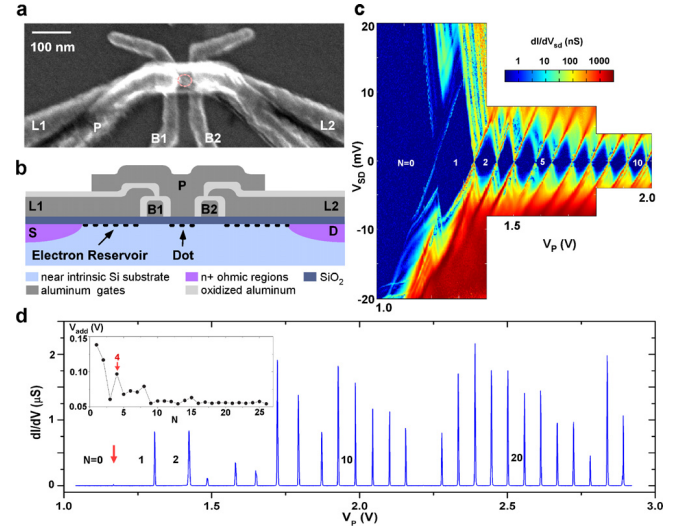 a
100 nm
L1
P
B1
B2
L2
b
P
L1
B1
B2
L2
S
D
Electron Reservoir
Dot
near intrinsic Si substrate
n+ ohmic regions
SiO2
aluminum gates
oxidized aluminum
c
dI/dVsd (nS)
1
10
100
1000
20
10
0
-10
-20
VSD (mV)
N=0
1
2
5
10
1.0
1.5
2.0
VP (V)
d
Vadd (V)
0.15
0.10
0.05
4
0 5 10 15 20 25
N
2
1
0
dI/dV (µS)
N=0
1
2
10
20
1.0 1.5 2.0 2.5 3.0
VP (V)